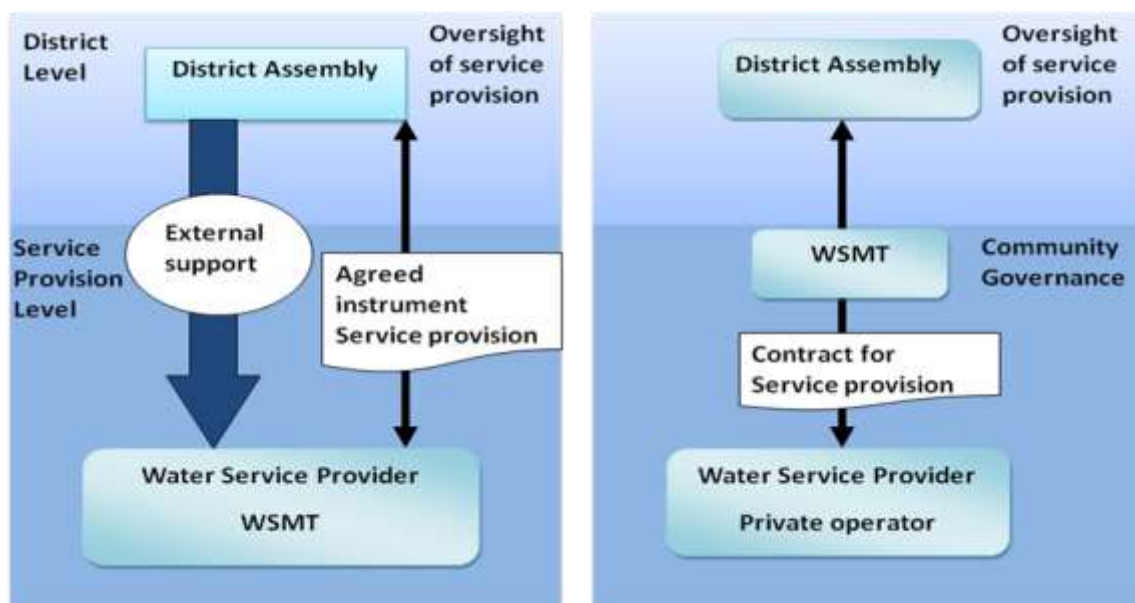 District
Level
District Assembly
Oversight
of service
provision
External
support
Service
Provision
Level
Agreed
instrument
Service provision
Water Service Provider
WSMT
District Assembly
Oversight
of service
provision
WSMT
Community
Governance
Contract for
Service provision
Water Service Provider
Private operator